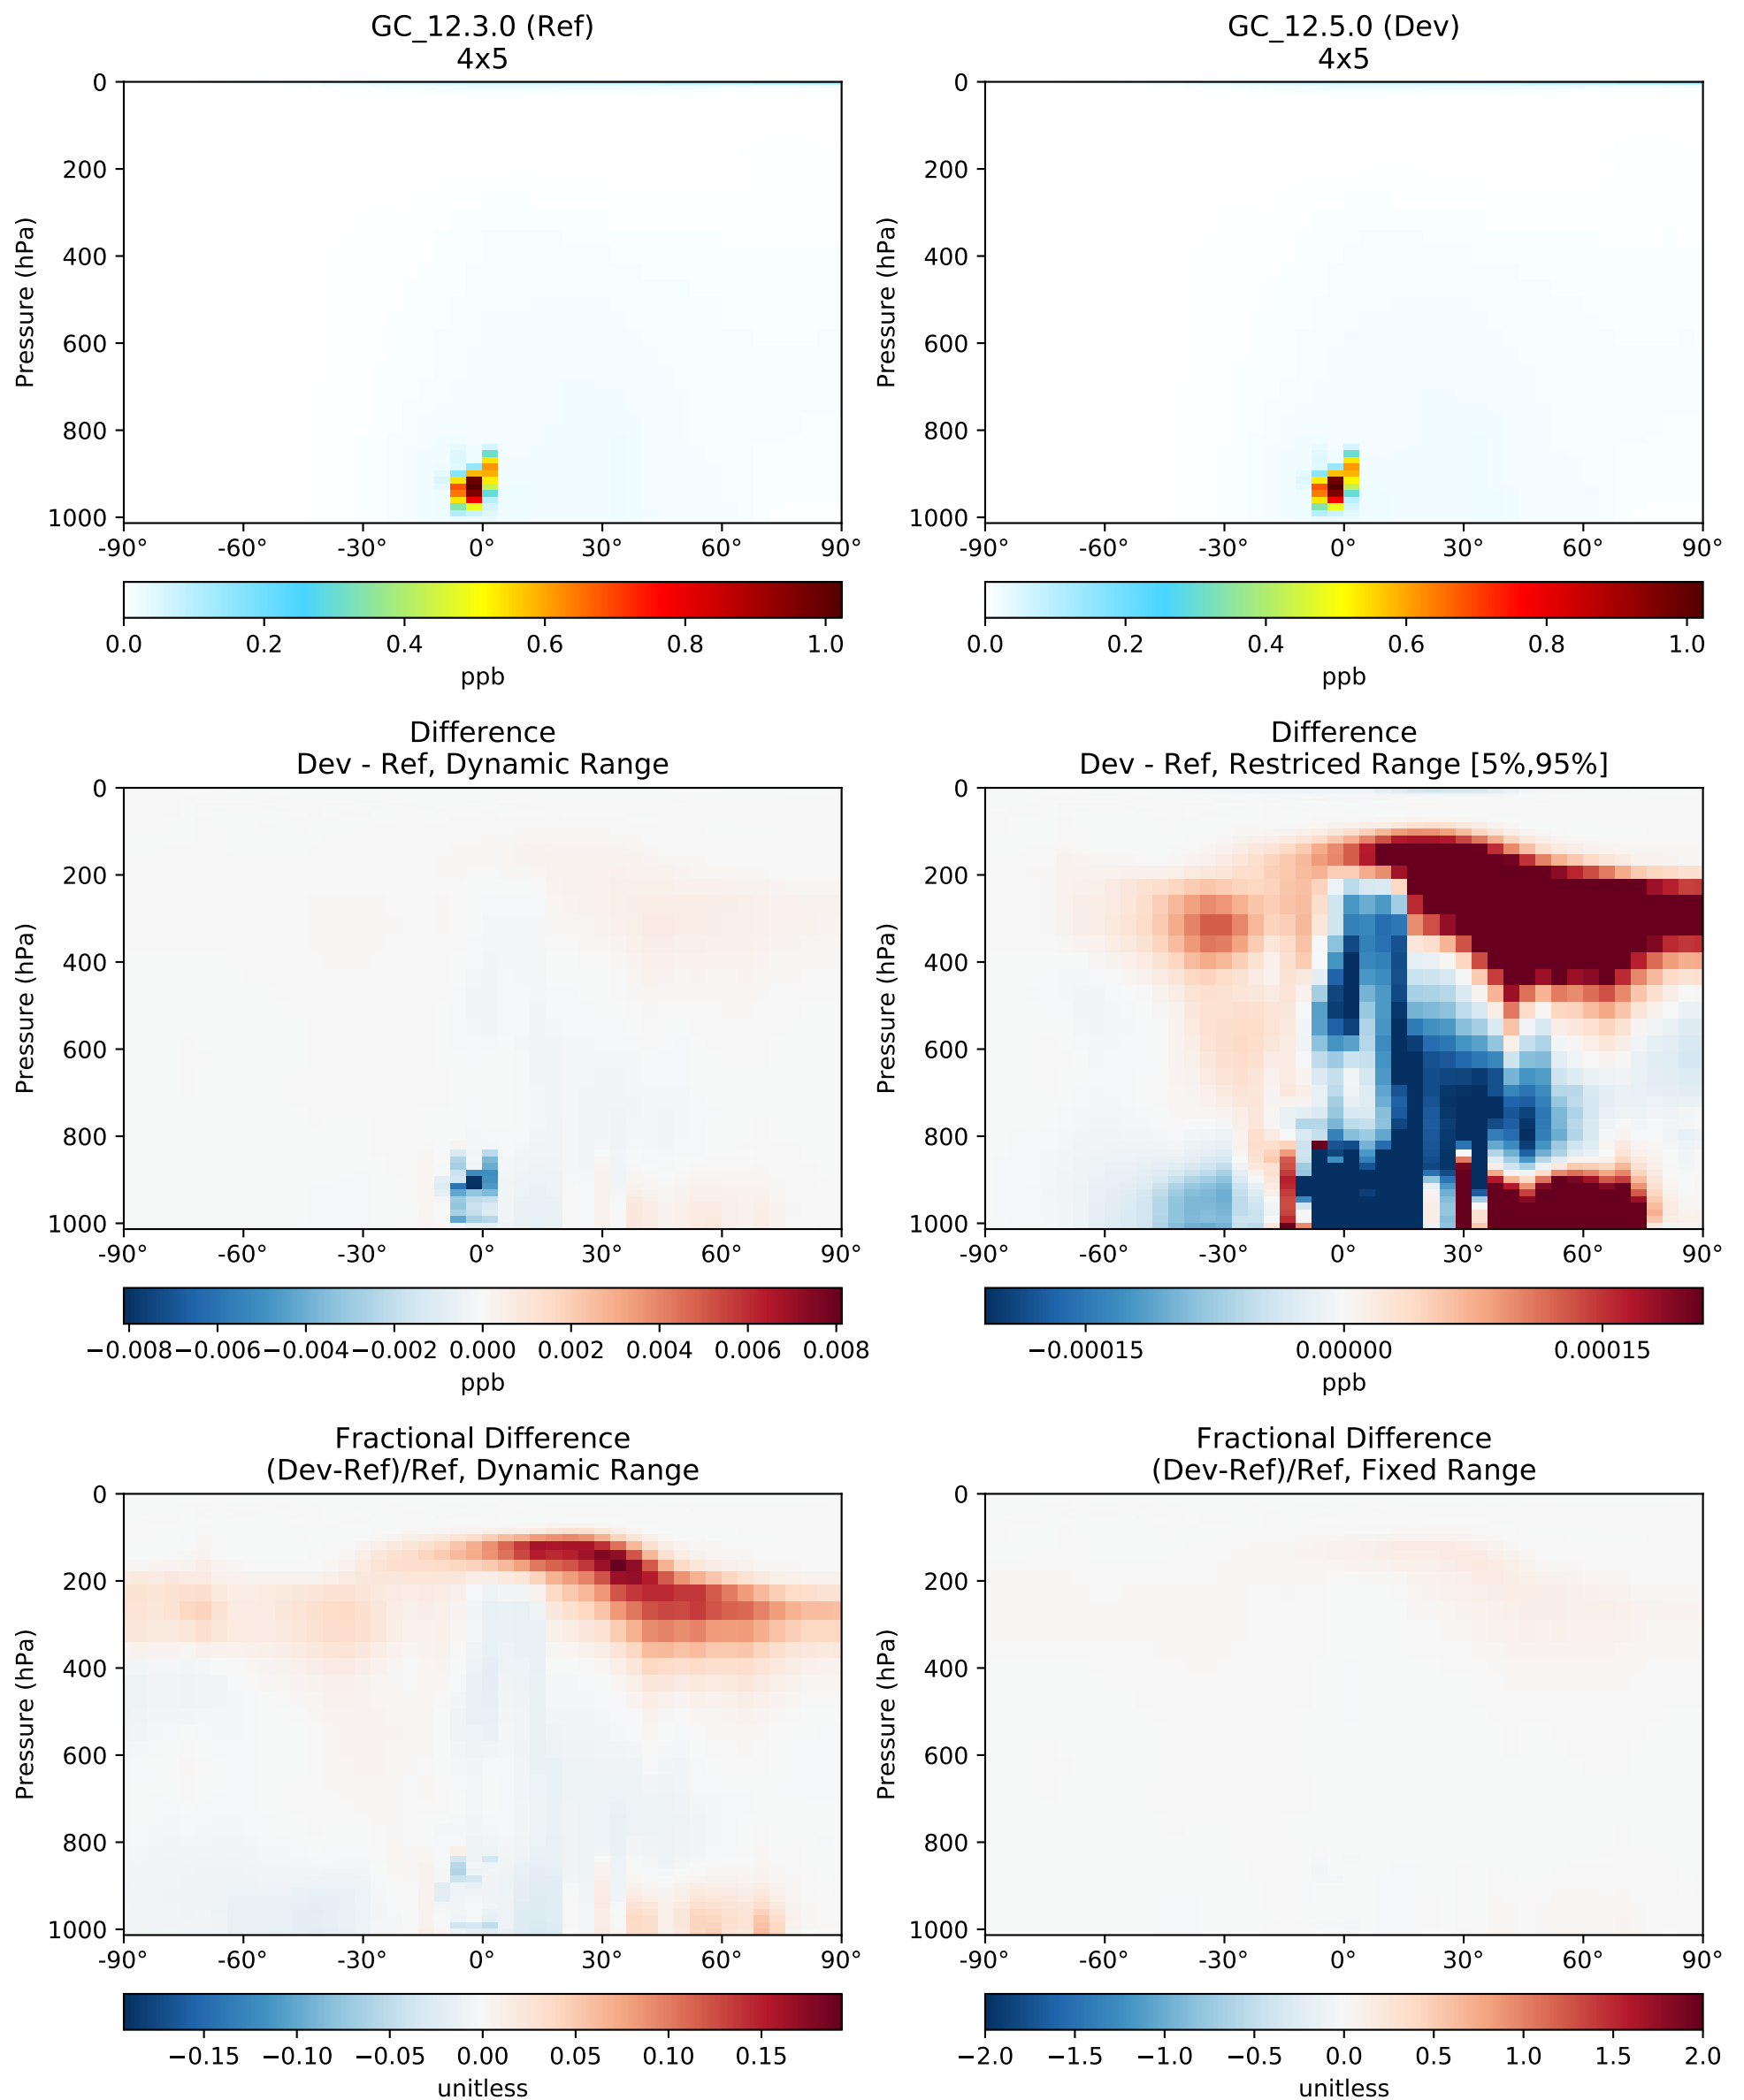 GC_12.3.0 (Ref)
4x5
0
200
400
600
800
1000
Pressure (hPa)
-90° -60° -30° 0° 30° 60° 90°
0.0 0.2 0.4 0.6 0.8 1.0
ppb
GC_12.5.0 (Dev)
4x5
0
200
400
600
800
1000
Pressure (hPa)
-90° -60° -30° 0° 30° 60° 90°
0.0 0.2 0.4 0.6 0.8 1.0
ppb
Difference
Dev - Ref, Dynamic Range
0
200
400
600
800
1000
Pressure (hPa)
-90° -60° -30° 0° 30° 60° 90°
−0.008 −0.006 −0.004 −0.002 0.000 0.002 0.004 0.006 0.008
ppb
Difference
Dev - Ref, Restriced Range [5%,95%]
0
200
400
600
800
1000
Pressure (hPa)
-90° -60° -30° 0° 30° 60° 90°
−0.00015 0.00000 0.00015
ppb
Fractional Difference
(Dev-Ref)/Ref, Dynamic Range
0
200
400
600
800
1000
Pressure (hPa)
-90° -60° -30° 0° 30° 60° 90°
−0.15 −0.10 −0.05 0.00 0.05 0.10 0.15
unitless
Fractional Difference
(Dev-Ref)/Ref, Fixed Range
0
200
400
600
800
1000
Pressure (hPa)
-90° -60° -30° 0° 30° 60° 90°
−2.0 −1.5 −1.0 −0.5 0.0 0.5 1.0 1.5 2.0
unitless